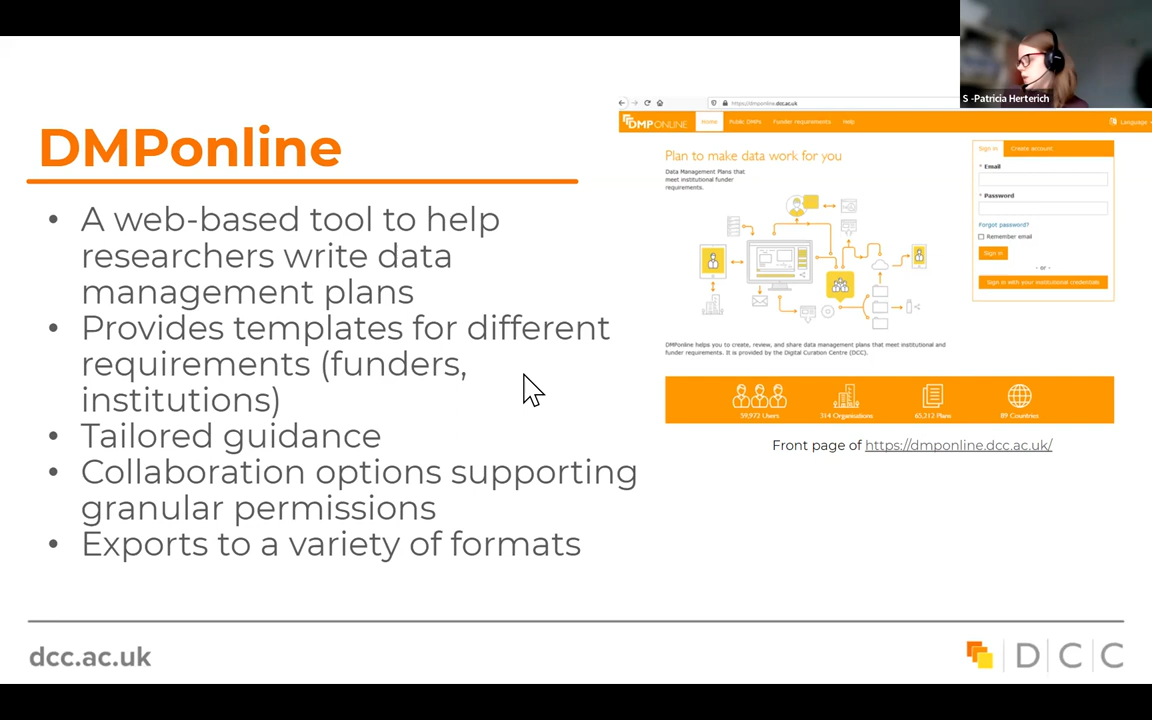 S -Patricia Herterich
DMPonline
• A web-based tool to help
researchers write data
management plans
• Provides templates for different
requirements (funders,
institutions)
• Tailored guidance
• Collaboration options supporting
granular permissions
• Exports to a variety of formats
https://dmponline.dcc.ac.uk
DMPONLINE
Home
Public DMPs
Funder requirements
Help
Language
Plan to make data work for you
Data Management Plans that
meet institutional funder
requirements.
Sign in
Create account
* Email
* Password
Forgot password?
Remember email
Sign in
- or -
Sign in with your institutional credentials
DMPonline helps you to create, review, and share data management plans that meet institutional and
funder requirements. It is provided by the Digital Curation Centre (DCC).
59,972 Users
314 Organisations
65,212 Plans
89 Countries
Front page of https://dmponline.dcc.ac.uk/
dcc.ac.uk
D|C|C